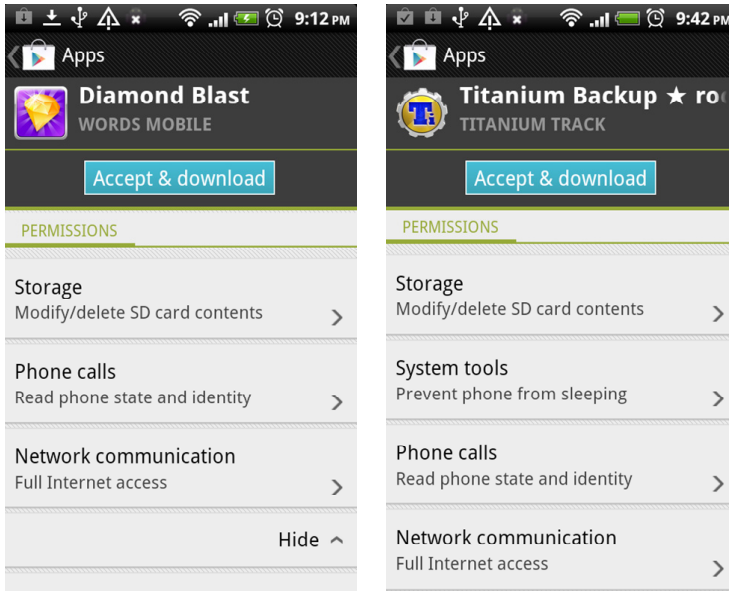 9:12 PM
Apps
Diamond Blast
WORDS MOBILE
Accept & download
PERMISSIONS
Storage
Modify/delete SD card contents
Phone calls
Read phone state and identity
Network communication
Full Internet access
Hide
9:42 PM
Apps
Titanium Backup ★ roo
TITANIUM TRACK
Accept & download
PERMISSIONS
Storage
Modify/delete SD card contents
System tools
Prevent phone from sleeping
Phone calls
Read phone state and identity
Network communication
Full Internet access